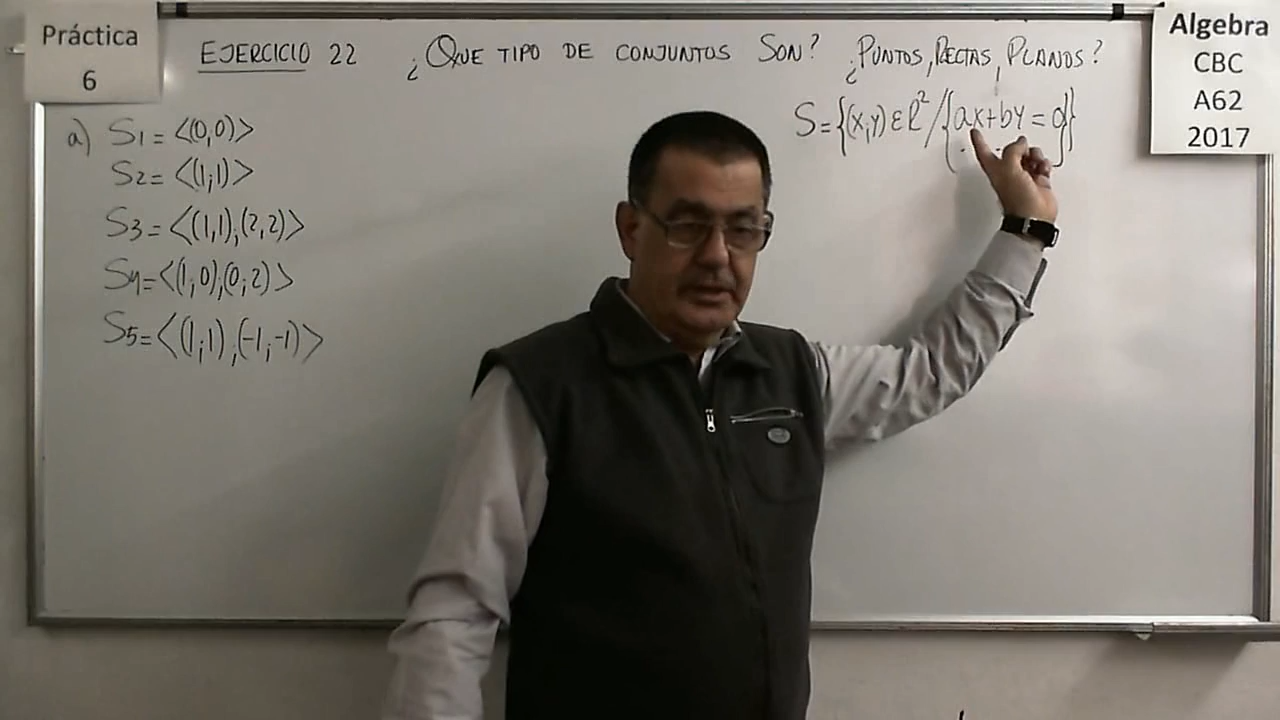 Práctica
6
EJERCICIO 22 ¿QUE TIPO DE CONJUNTOS SON? ¿PUNTOS, RECTAS, PLANOS?
Algebra
CBC
A62
2017
a) S1 = <(0,0)>
S2 = <(1;1)>
S3 = <(1,1);(2,2)>
S4 = <(1;0);(0;2)>
S5 = <(1;1),(-1;-1)>
S = {(x,y) ε R² / {ax+by = 0}}